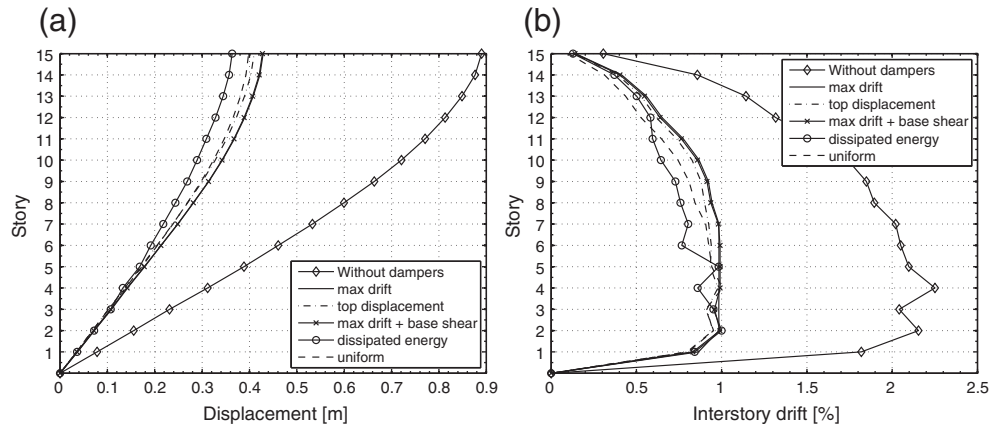 (a)
15
14
13
12
11
10
9
8
7
6
5
4
3
2
1
Story
Without dampers
max drift
top displacement
max drift + base shear
dissipated energy
uniform
0 0.1 0.2 0.3 0.4 0.5 0.6 0.7 0.8 0.9
Displacement [m]
(b)
15
14
13
12
11
10
9
8
7
6
5
4
3
2
1
Story
Without dampers
max drift
top displacement
max drift + base shear
dissipated energy
uniform
0 0.5 1 1.5 2 2.5
Interstory drift [%]